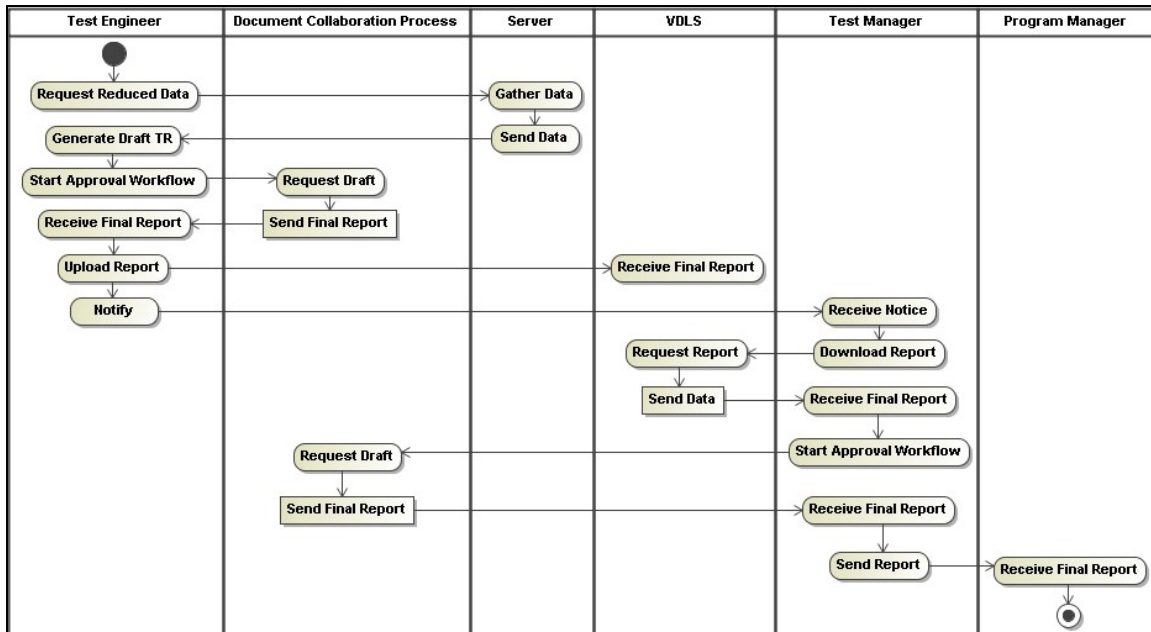 Test Engineer
Document Collaboration Process
Server
VDLS
Test Manager
Program Manager
Request Reduced Data
Gather Data
Generate Draft TR
Send Data
Start Approval Workflow
Request Draft
Receive Final Report
Send Final Report
Upload Report
Receive Final Report
Notify
Receive Notice
Request Report
Download Report
Send Data
Receive Final Report
Request Draft
Start Approval Workflow
Send Final Report
Receive Final Report
Send Report
Receive Final Report